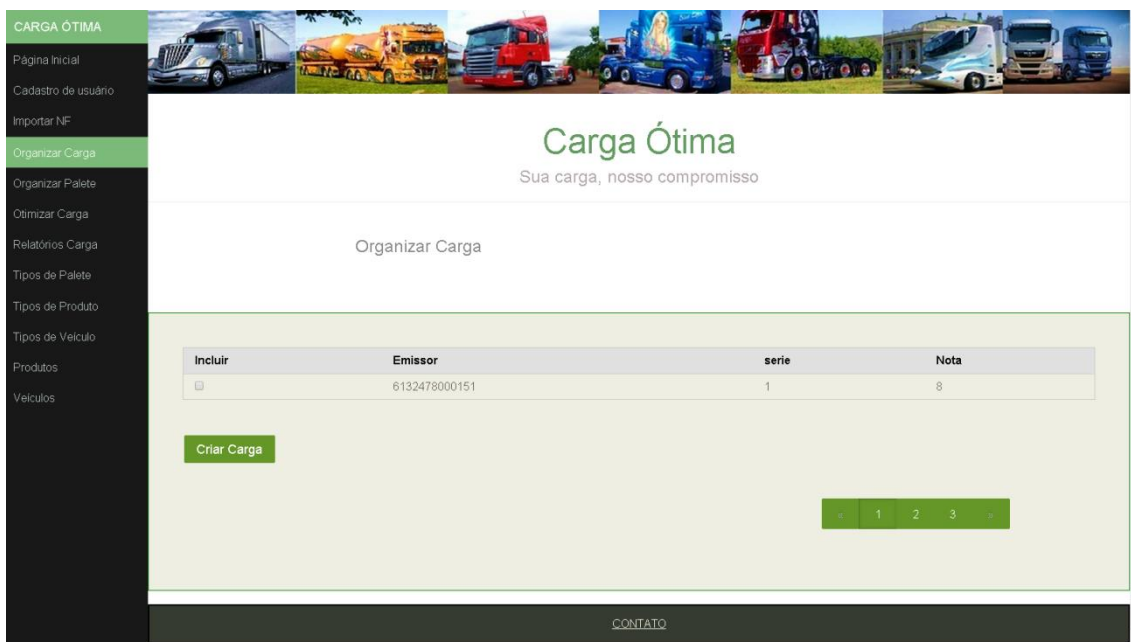 CARGA ÓTIMA
Página Inicial
Cadastro de usuário
Importar NF
Organizar Carga
Organizar Palete
Otimizar Carga
Relatórios Carga
Tipos de Palete
Tipos de Produto
Tipos de Veículo
Produtos
Veículos
Carga Ótima
Sua carga, nosso compromisso
Organizar Carga
Incluir Emissor serie Nota
6132478000151 1 8
Criar Carga
« 1 2 3 »
CONTATO